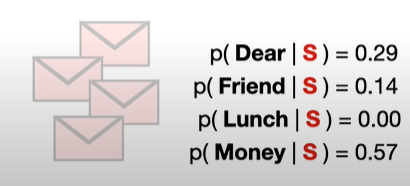 p( Dear | S ) = 0.29
p( Friend | S ) = 0.14
p( Lunch | S ) = 0.00
p( Money | S ) = 0.57